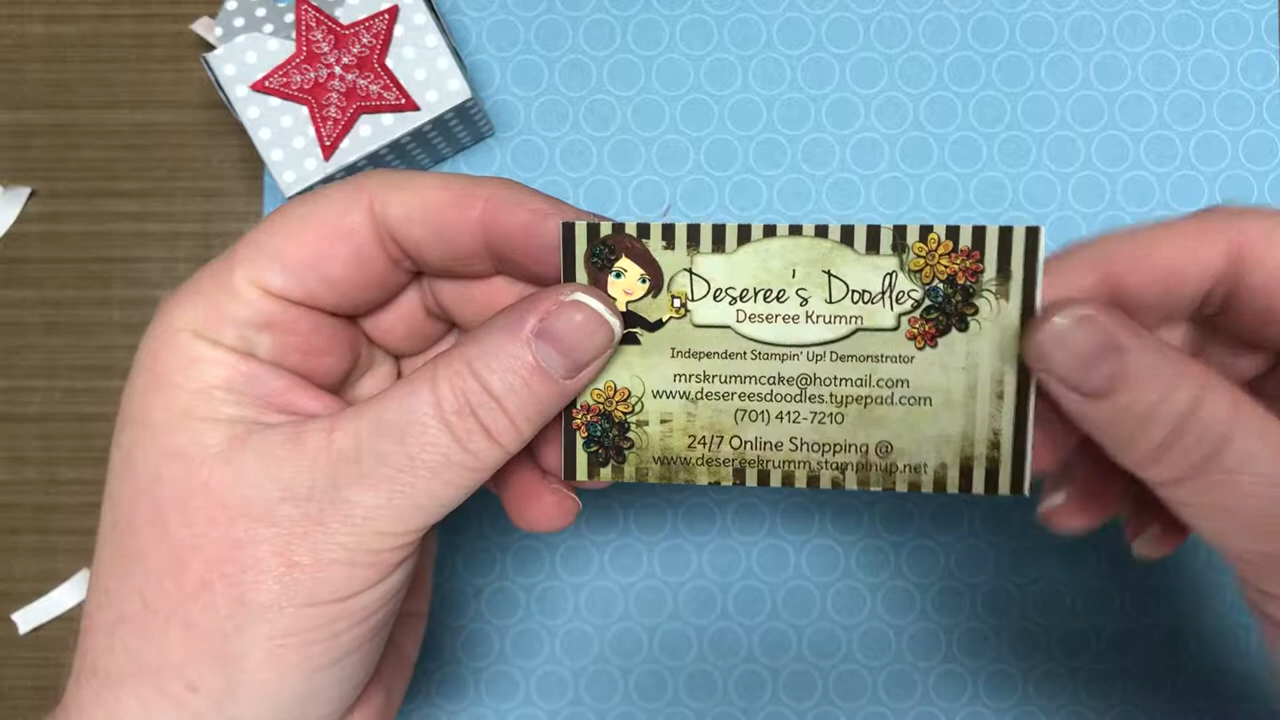 Deseree's Doodles
Deseree Krumm
Independent Stampin' Up! Demonstrator
mrskrummcake@hotmail.com
www.desereesdoodles.typepad.com
(701) 412-7210
24/7 Online Shopping @
www.desereekrumm.stampinup.net